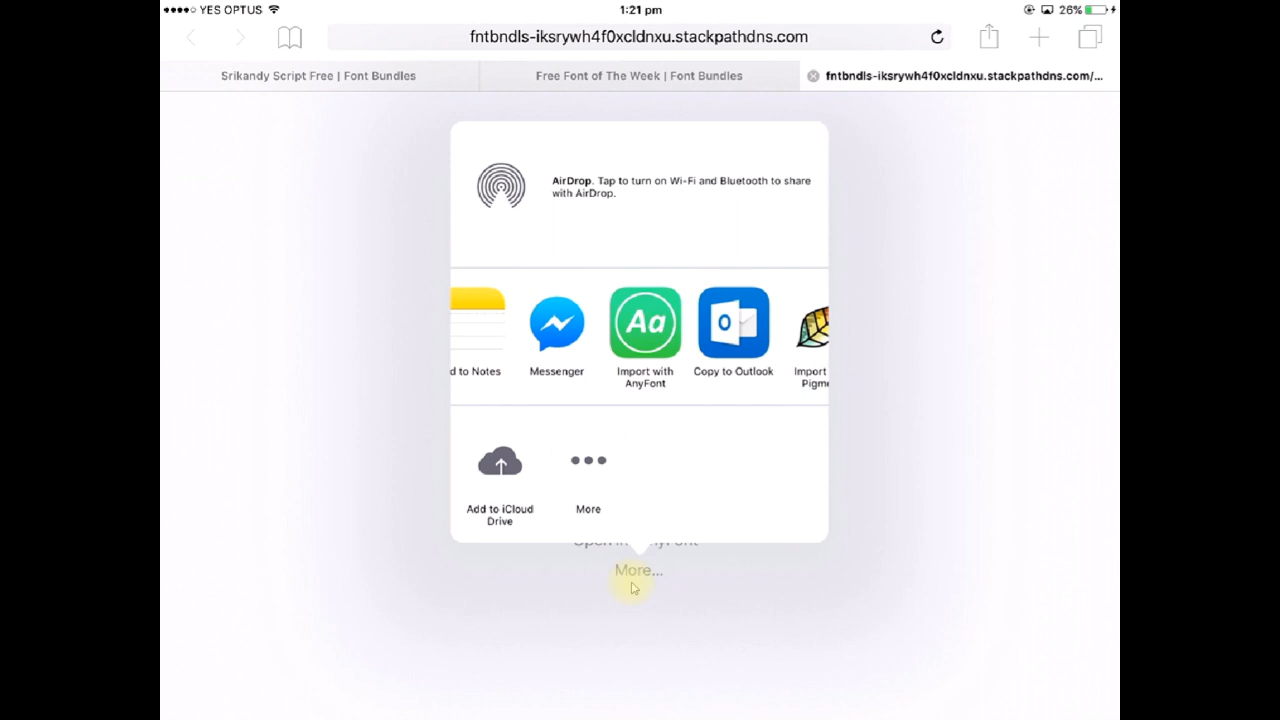 YES OPTUS
1:21 pm
26%
fntbndls-iksrywh4f0xcldnxu.stackpathdns.com
Srikandy Script Free | Font Bundles
Free Font of The Week | Font Bundles
fntbndls-iksrywh4f0xcldnxu.stackpathdns.com/...
AirDrop. Tap to turn on Wi-Fi and Bluetooth to share
with AirDrop.
Aa
O
d to Notes
Messenger
Import with
AnyFont
Copy to Outlook
Import
Pigme
Add to iCloud
Drive
More
More...